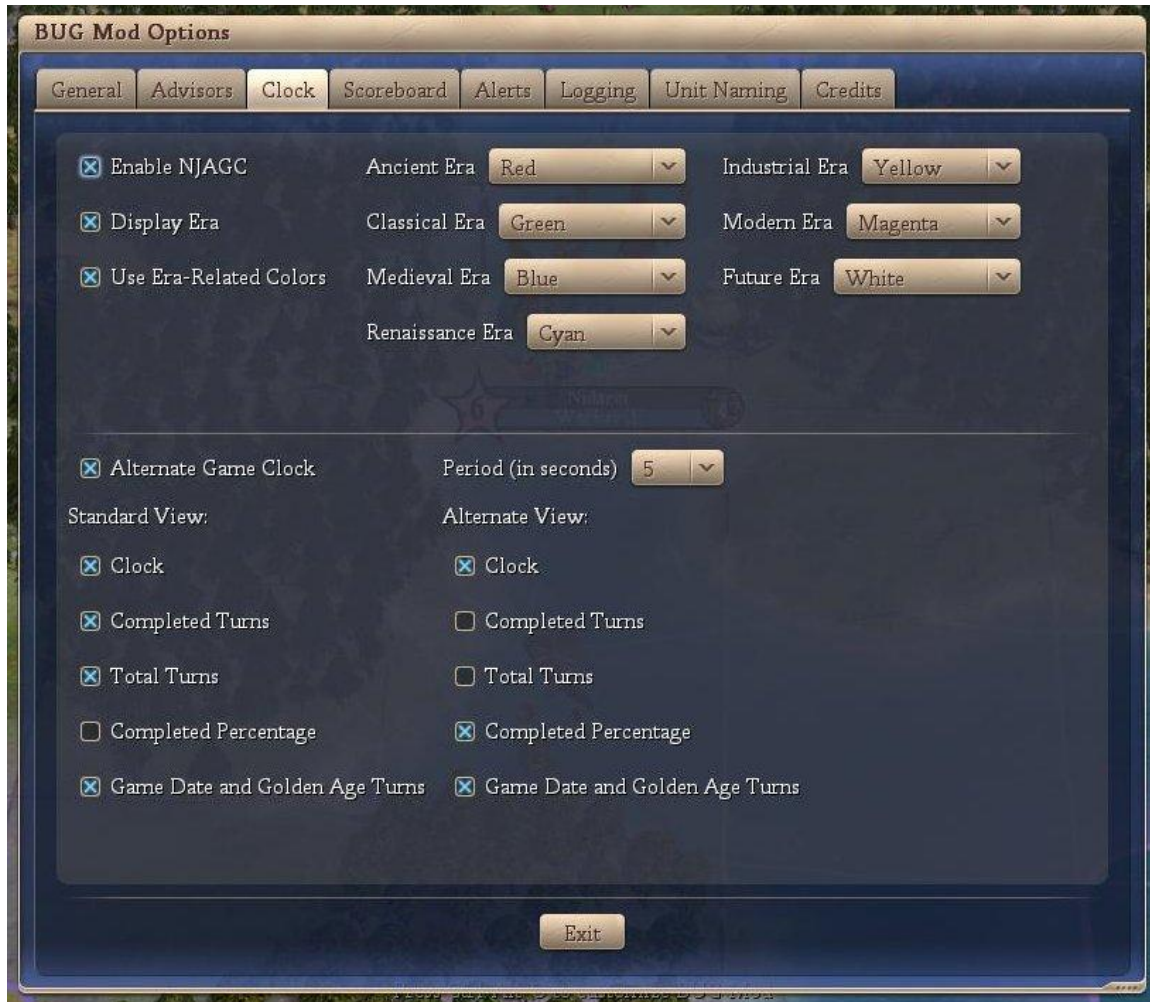 BUG Mod Options
General Advisors Clock Scoreboard Alerts Logging Unit Naming Credits
Enable NJAGC Ancient Era Red Industrial Era Yellow
Display Era Classical Era Green Modern Era Magenta
Use Era-Related Colors Medieval Era Blue Future Era White
Renaissance Era Cyan
Alternate Game Clock Period (in seconds) 5
Standard View: Alternate View:
Clock Clock
Completed Turns Completed Turns
Total Turns Total Turns
Completed Percentage Completed Percentage
Game Date and Golden Age Turns Game Date and Golden Age Turns
Exit